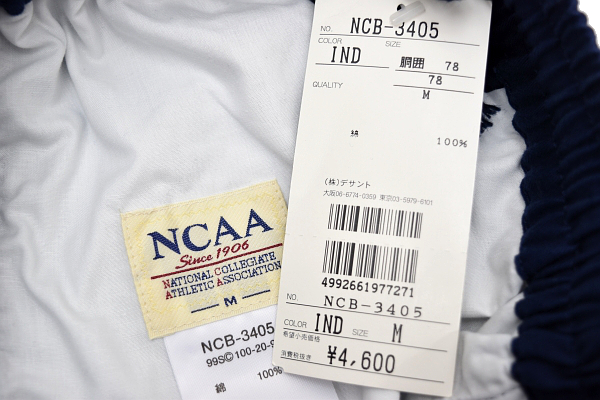 NO. NCB-3405
COLOR SIZE
IND 胴囲 78
78
M
QUALITY
綿 100%
(株)デサント
大阪06-6774-0369 東京03-5979-6101
4992661977271
NO. NCB-3405
COLOR IND SIZE M
希望小売価格
消費税抜き ¥4,600
NCAA
Since 1906
NATIONAL COLLEGIATE
ATHLETIC ASSOCIATION
M
NCB-3405
99S© 100-20-
綿 100%